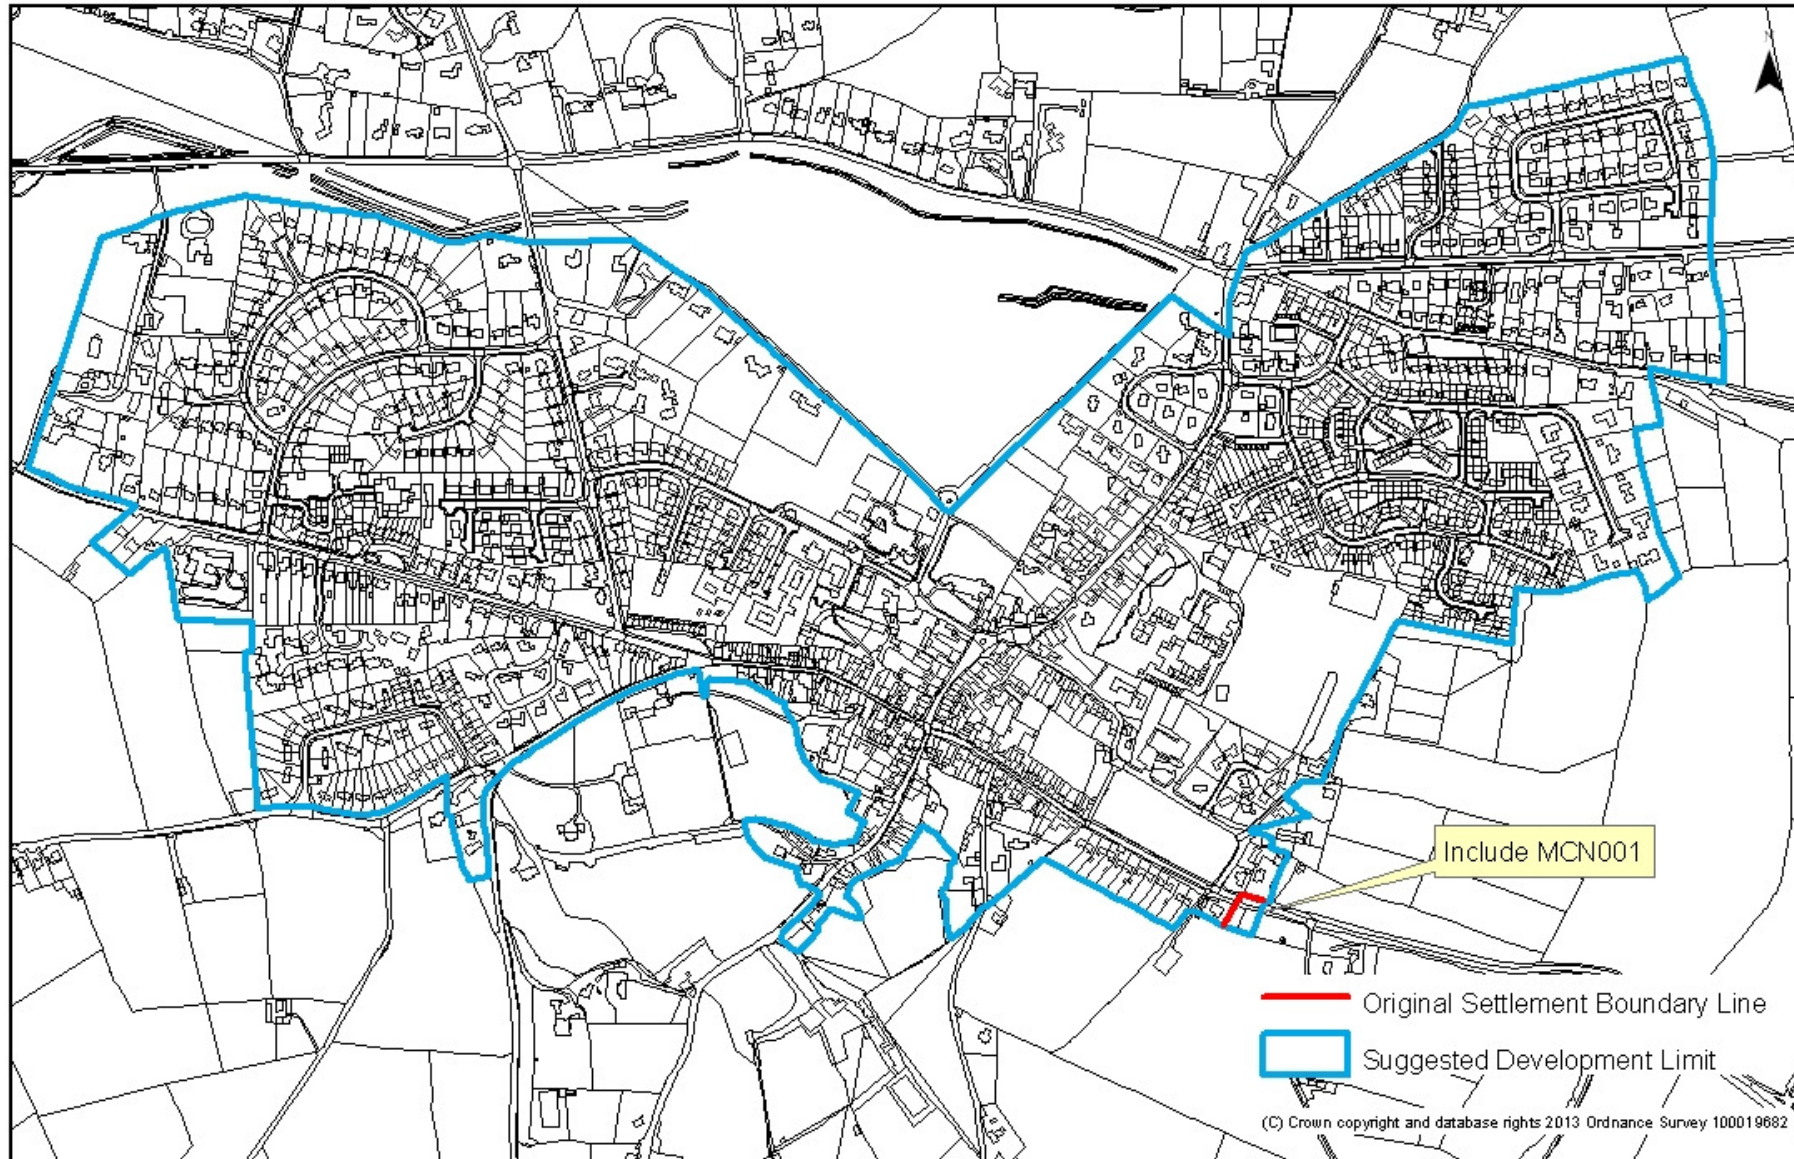 Include MCN001
Original Settlement Boundary Line
Suggested Development Limit
(C) Crown copyright and database rights 2013 Ordnance Survey 100019682